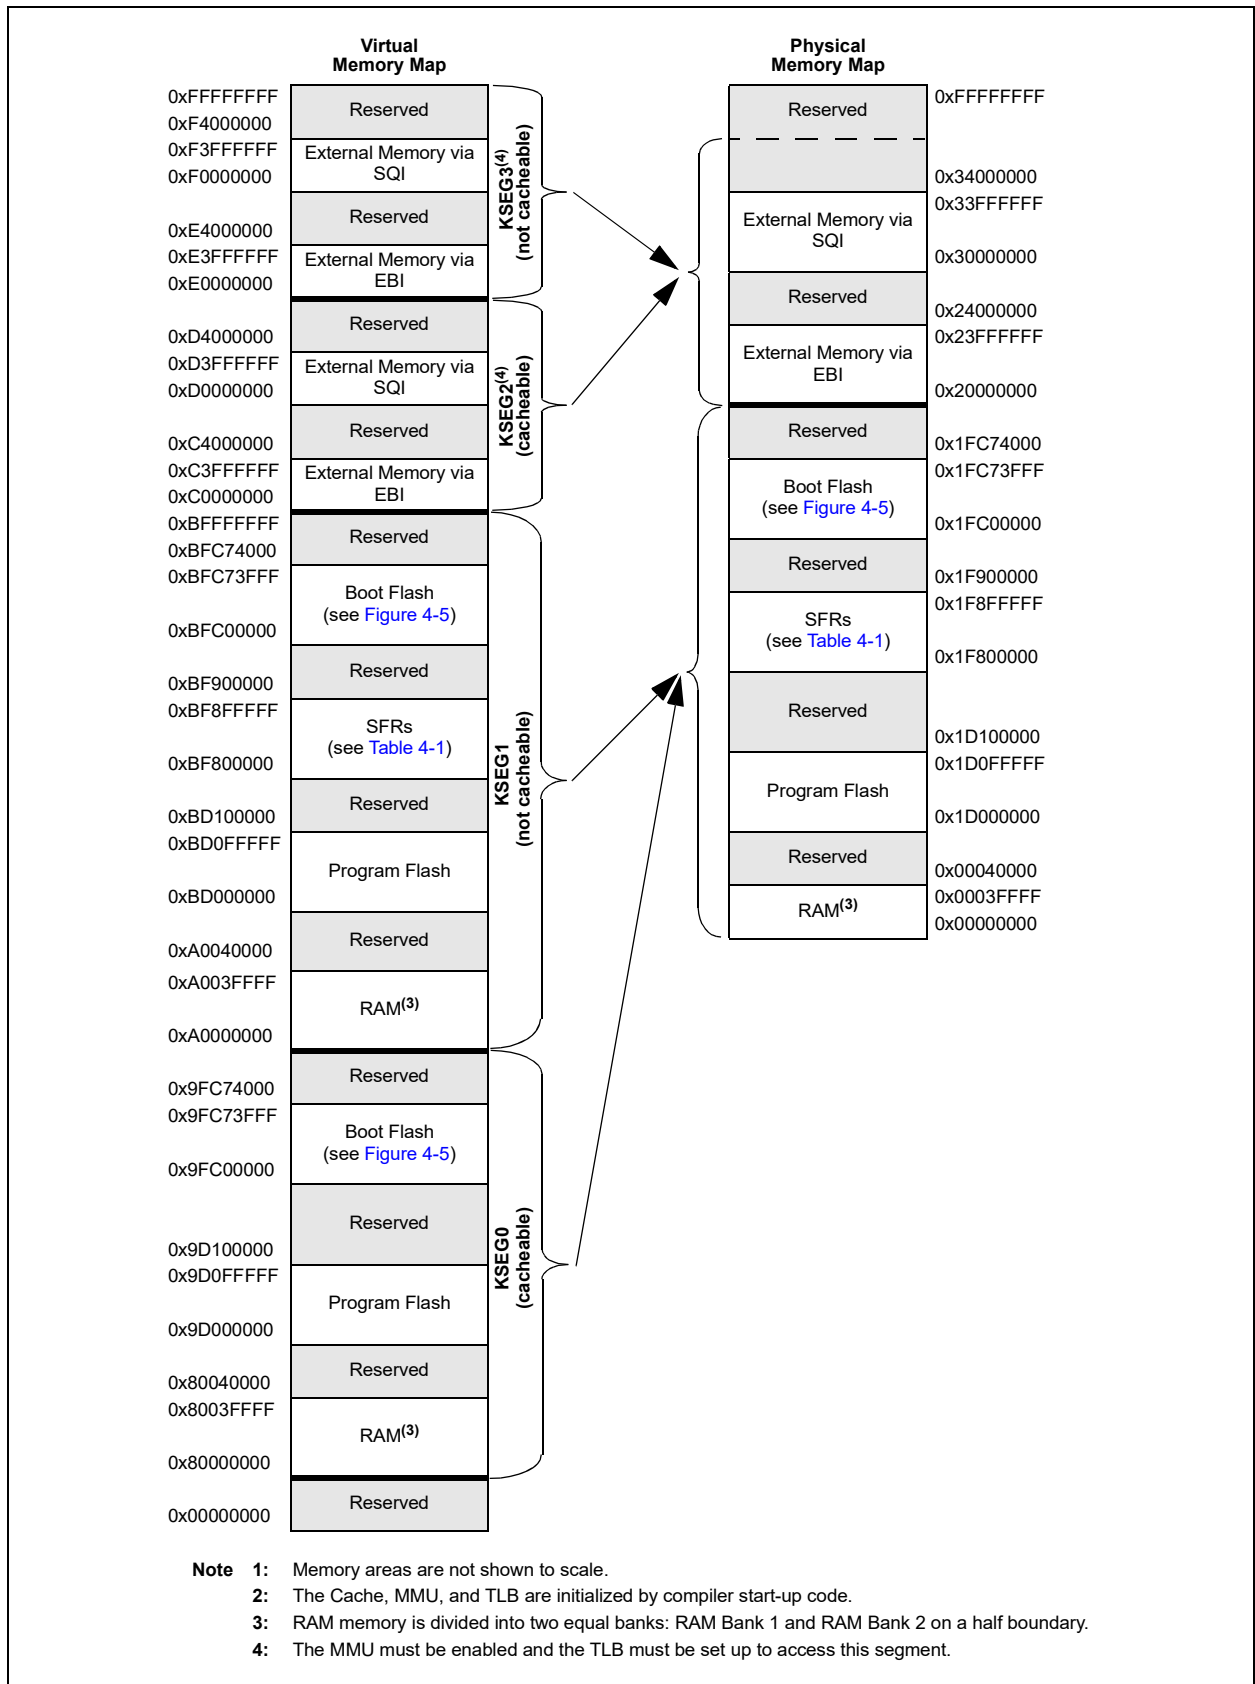 Virtual
Memory Map
Physical
Memory Map
0xFFFFFFFF
0xF4000000
0xF3FFFFFF
0xF0000000
0xE4000000
0xE3FFFFFF
0xE0000000
0xD4000000
0xD3FFFFFF
0xD0000000
0xC4000000
0xC3FFFFFF
0xC0000000
0xBFFFFFFF
0xBFC74000
0xBFC73FFF
0xBFC00000
0xBF900000
0xBF8FFFFF
0xBF800000
0xBD100000
0xBD0FFFFF
0xBD000000
0xA0040000
0xA003FFFF
0xA0000000
0x9FC74000
0x9FC73FFF
0x9FC00000
0x9D100000
0x9D0FFFFF
0x9D000000
0x80040000
0x8003FFFF
0x80000000
0x00000000
Reserved
External Memory via
SQI
Reserved
External Memory via
EBI
Reserved
External Memory via
SQI
Reserved
External Memory via
EBI
Reserved
Boot Flash
(see Figure 4-5)
Reserved
SFRs
(see Table 4-1)
Reserved
Program Flash
Reserved
RAM(3)
Reserved
Boot Flash
(see Figure 4-5)
Reserved
Program Flash
Reserved
RAM(3)
Reserved
KSEG3(4)
(not cacheable)
KSEG2(4)
(cacheable)
KSEG1
(not cacheable)
KSEG0
(cacheable)
Reserved
External Memory via
SQI
Reserved
External Memory via
EBI
Reserved
Boot Flash
(see Figure 4-5)
Reserved
SFRs
(see Table 4-1)
Reserved
Program Flash
Reserved
RAM(3)
0xFFFFFFFF
0x34000000
0x33FFFFFF
0x30000000
0x24000000
0x23FFFFFF
0x20000000
0x1FC74000
0x1FC73FFF
0x1FC00000
0x1F900000
0x1F8FFFFF
0x1F800000
0x1D100000
0x1D0FFFFF
0x1D000000
0x00040000
0x0003FFFF
0x00000000
Note 1: Memory areas are not shown to scale.
2: The Cache, MMU, and TLB are initialized by compiler start-up code.
3: RAM memory is divided into two equal banks: RAM Bank 1 and RAM Bank 2 on a half boundary.
4: The MMU must be enabled and the TLB must be set up to access this segment.